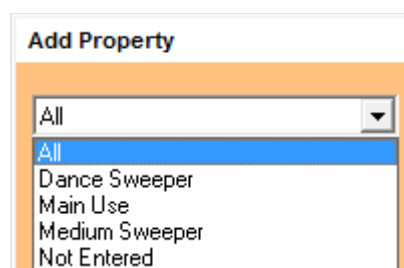 Add Property
All
All
Dance Sweeper
Main Use
Medium Sweeper
Not Entered